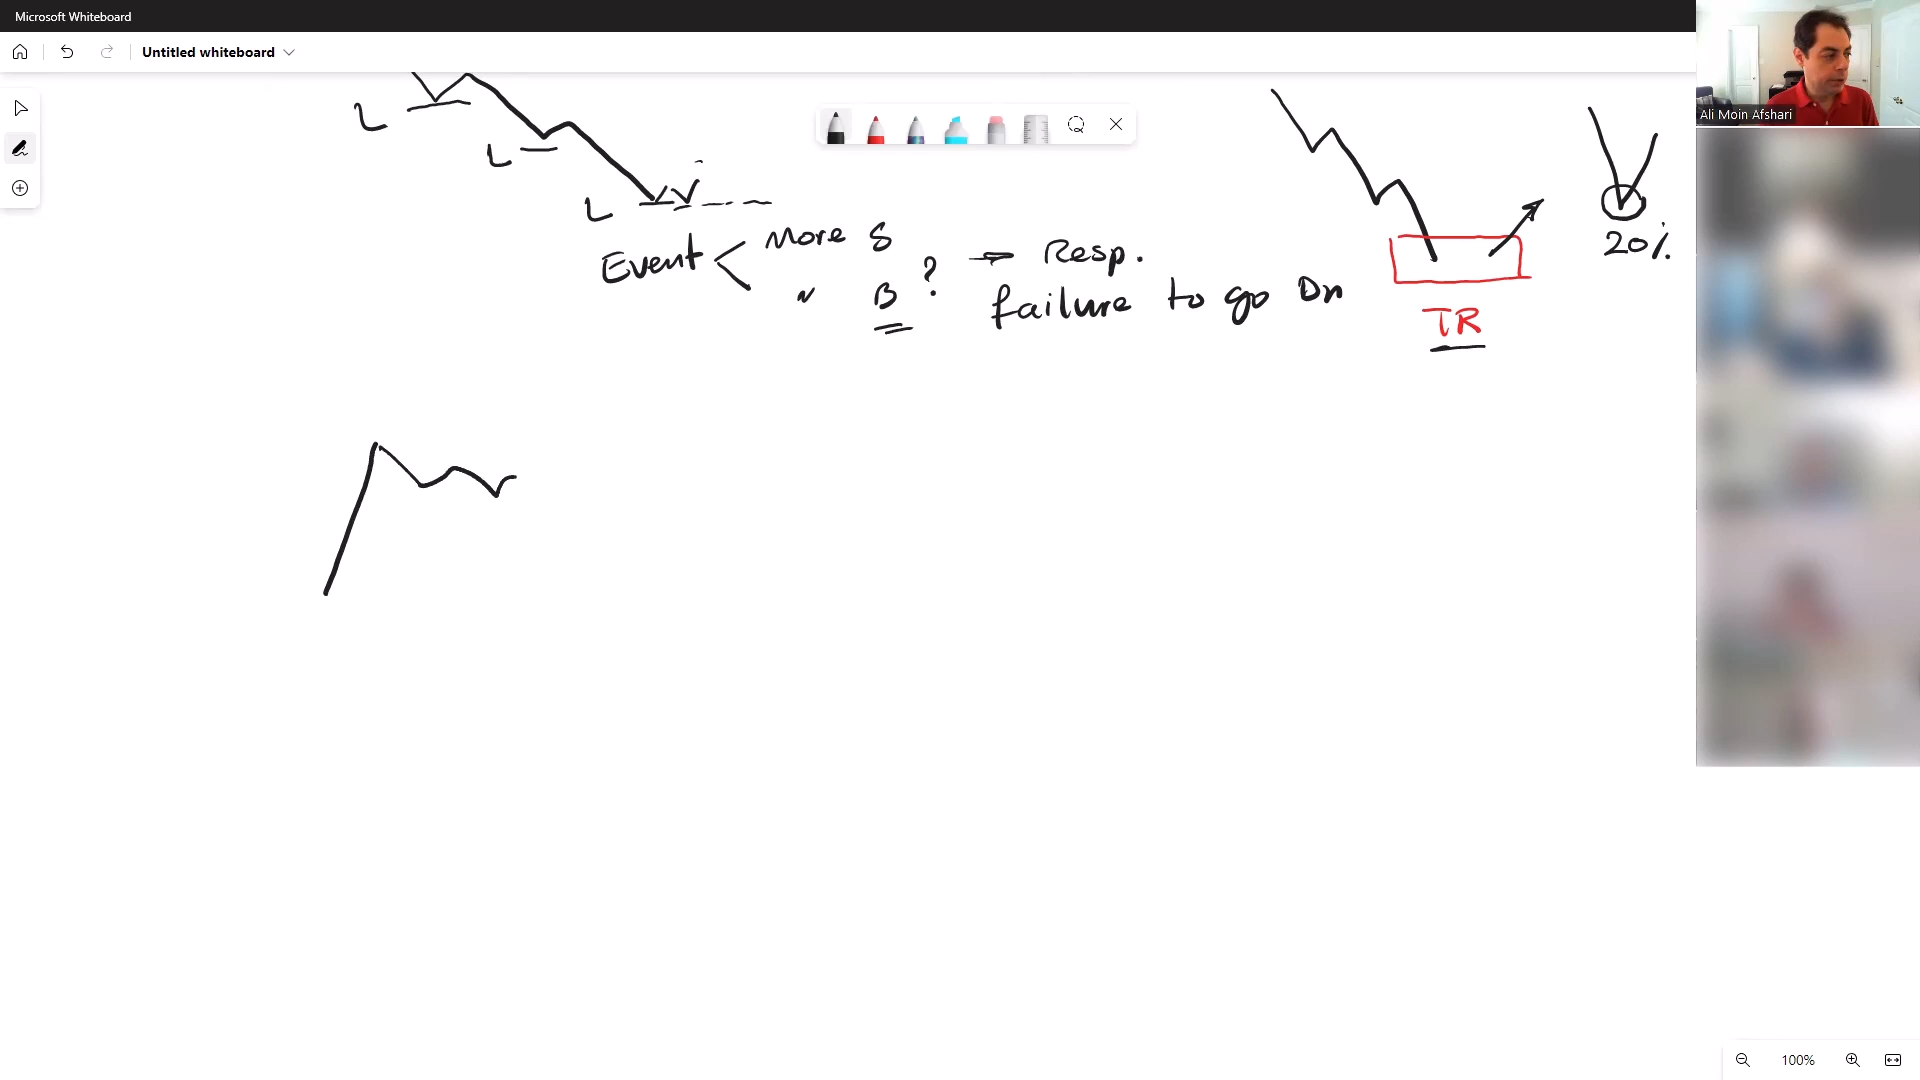 Microsoft Whiteboard
Untitled whiteboard
Ali Moin Afshari
L
L
L
Event < More S
" B ? → Resp.
failure to go Dn
TR
20%
100%